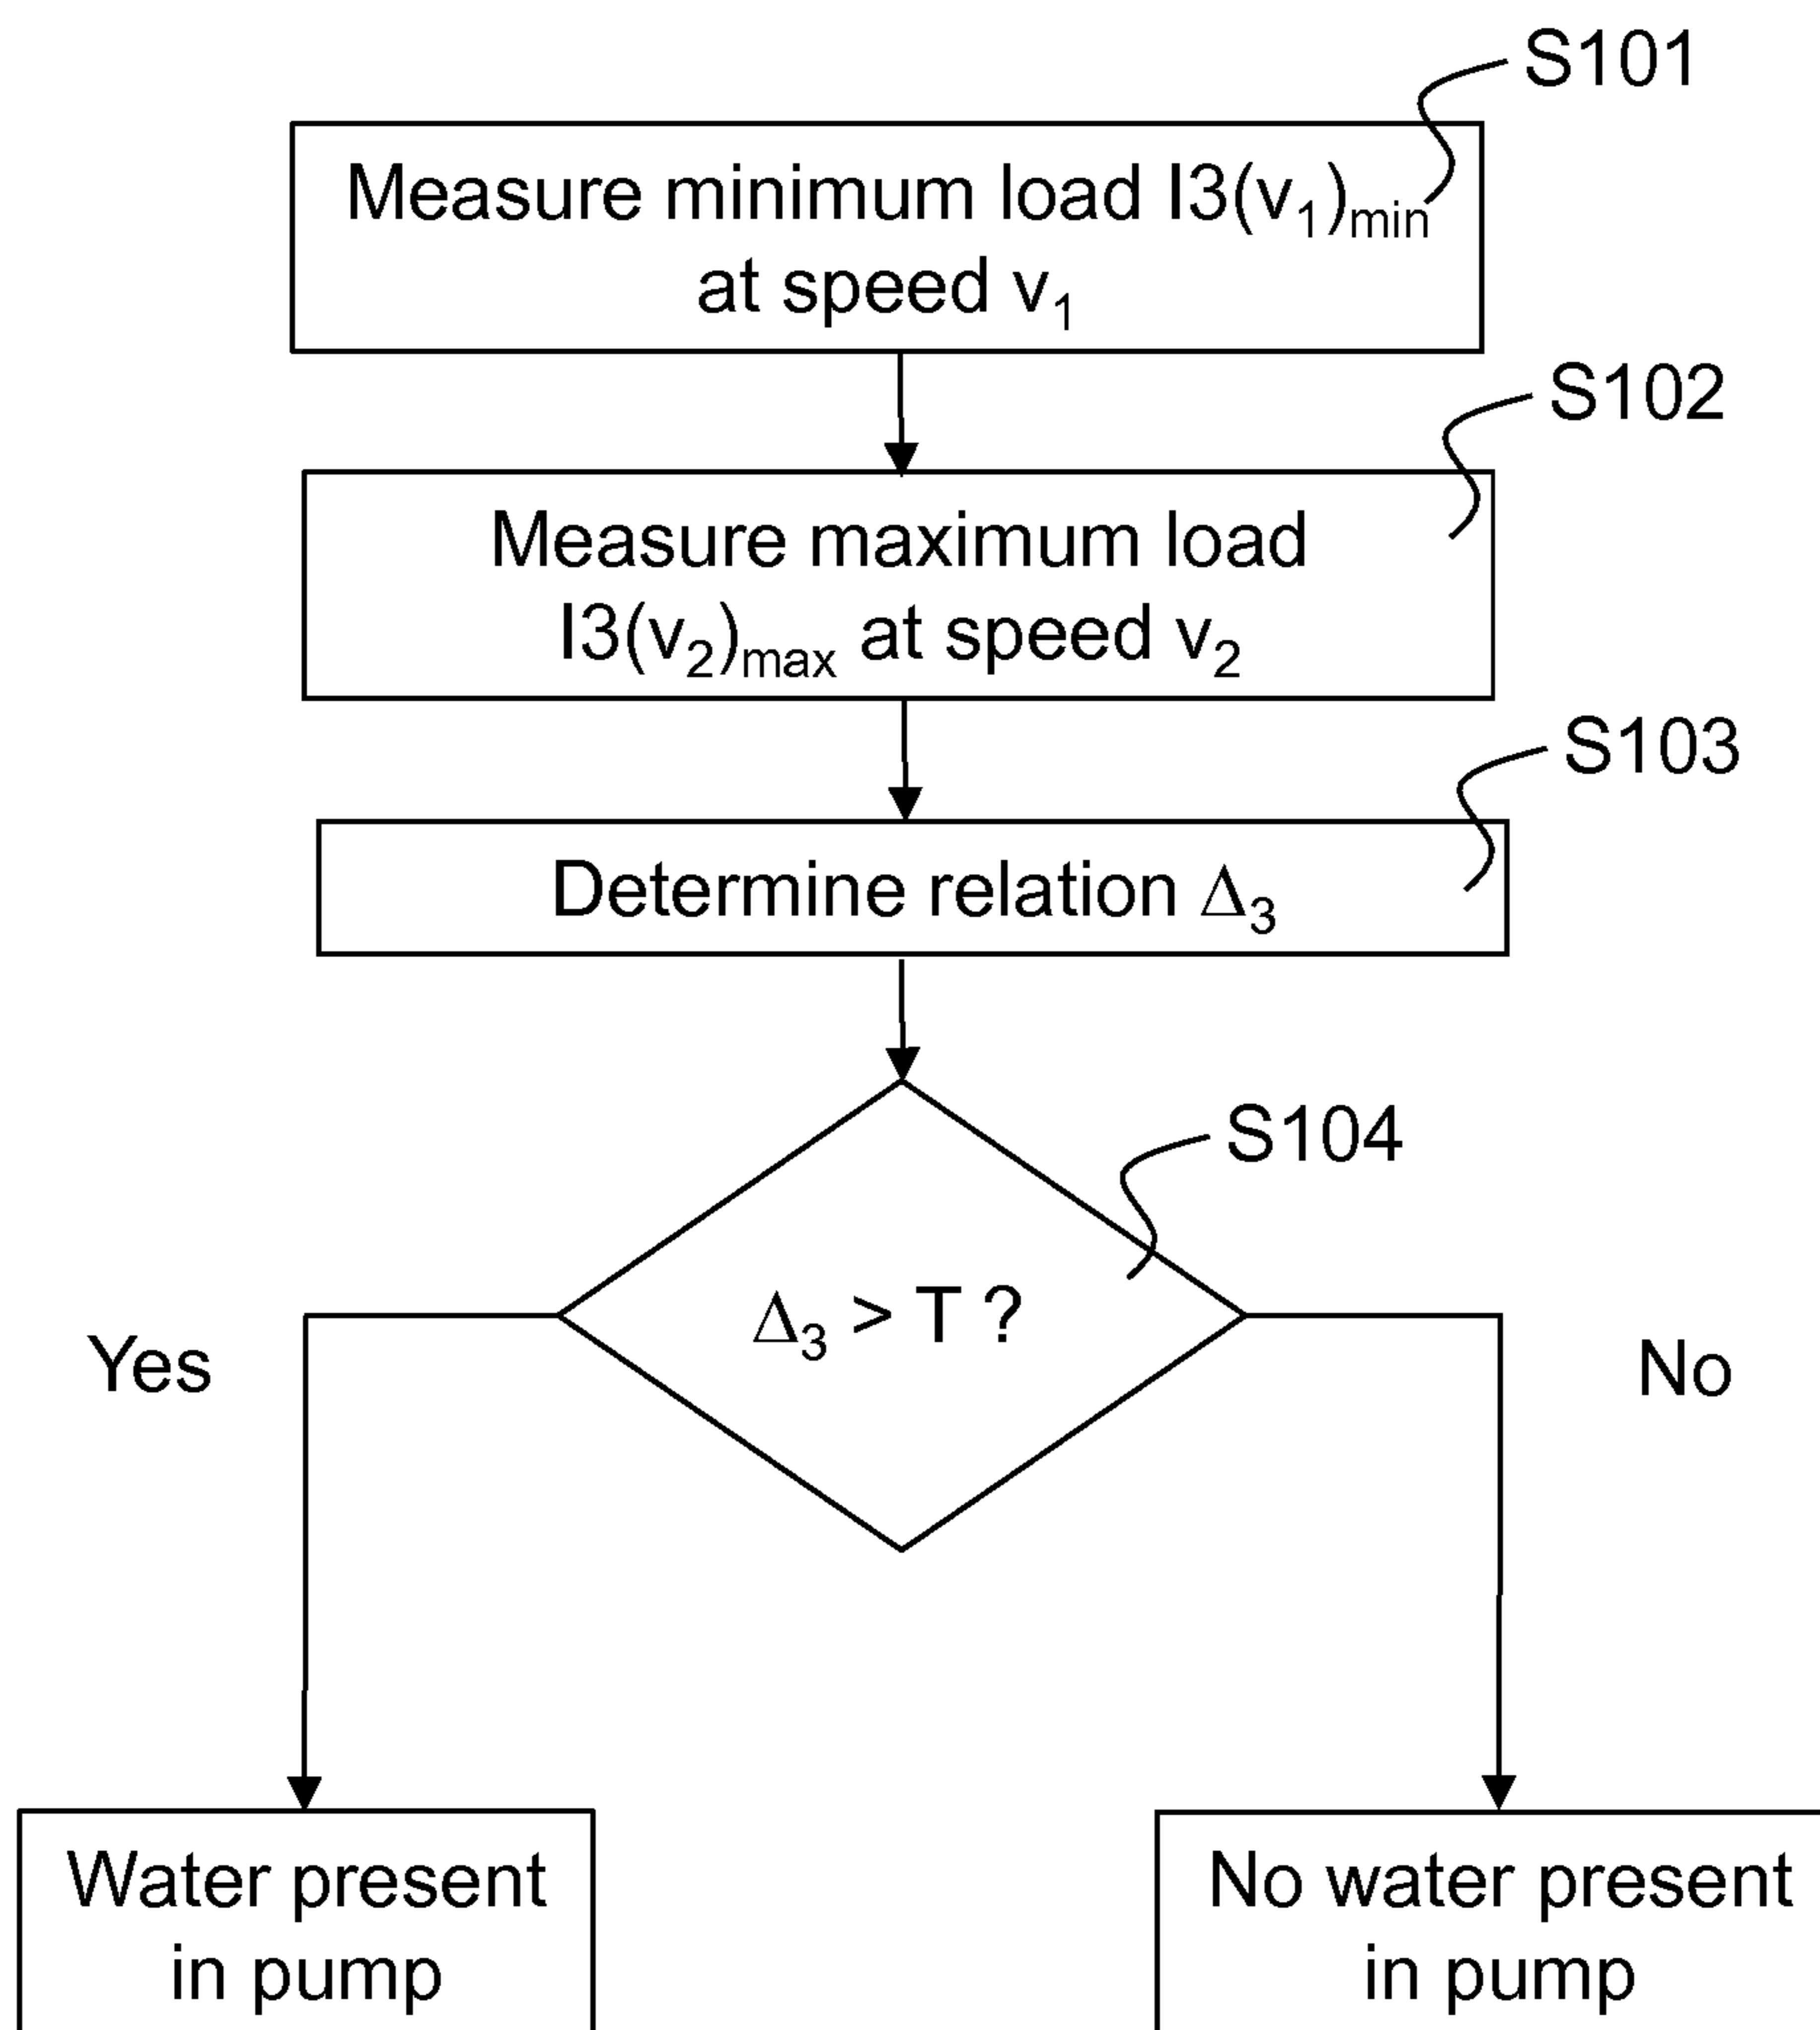 S101
Measure minimum load I3(v₁)min
at speed v₁
S102
Measure maximum load
I3(v₂)max at speed v₂
S103
Determine relation Δ₃
S104
Δ₃ > T ?
Yes
No
Water present
in pump
No water present
in pump